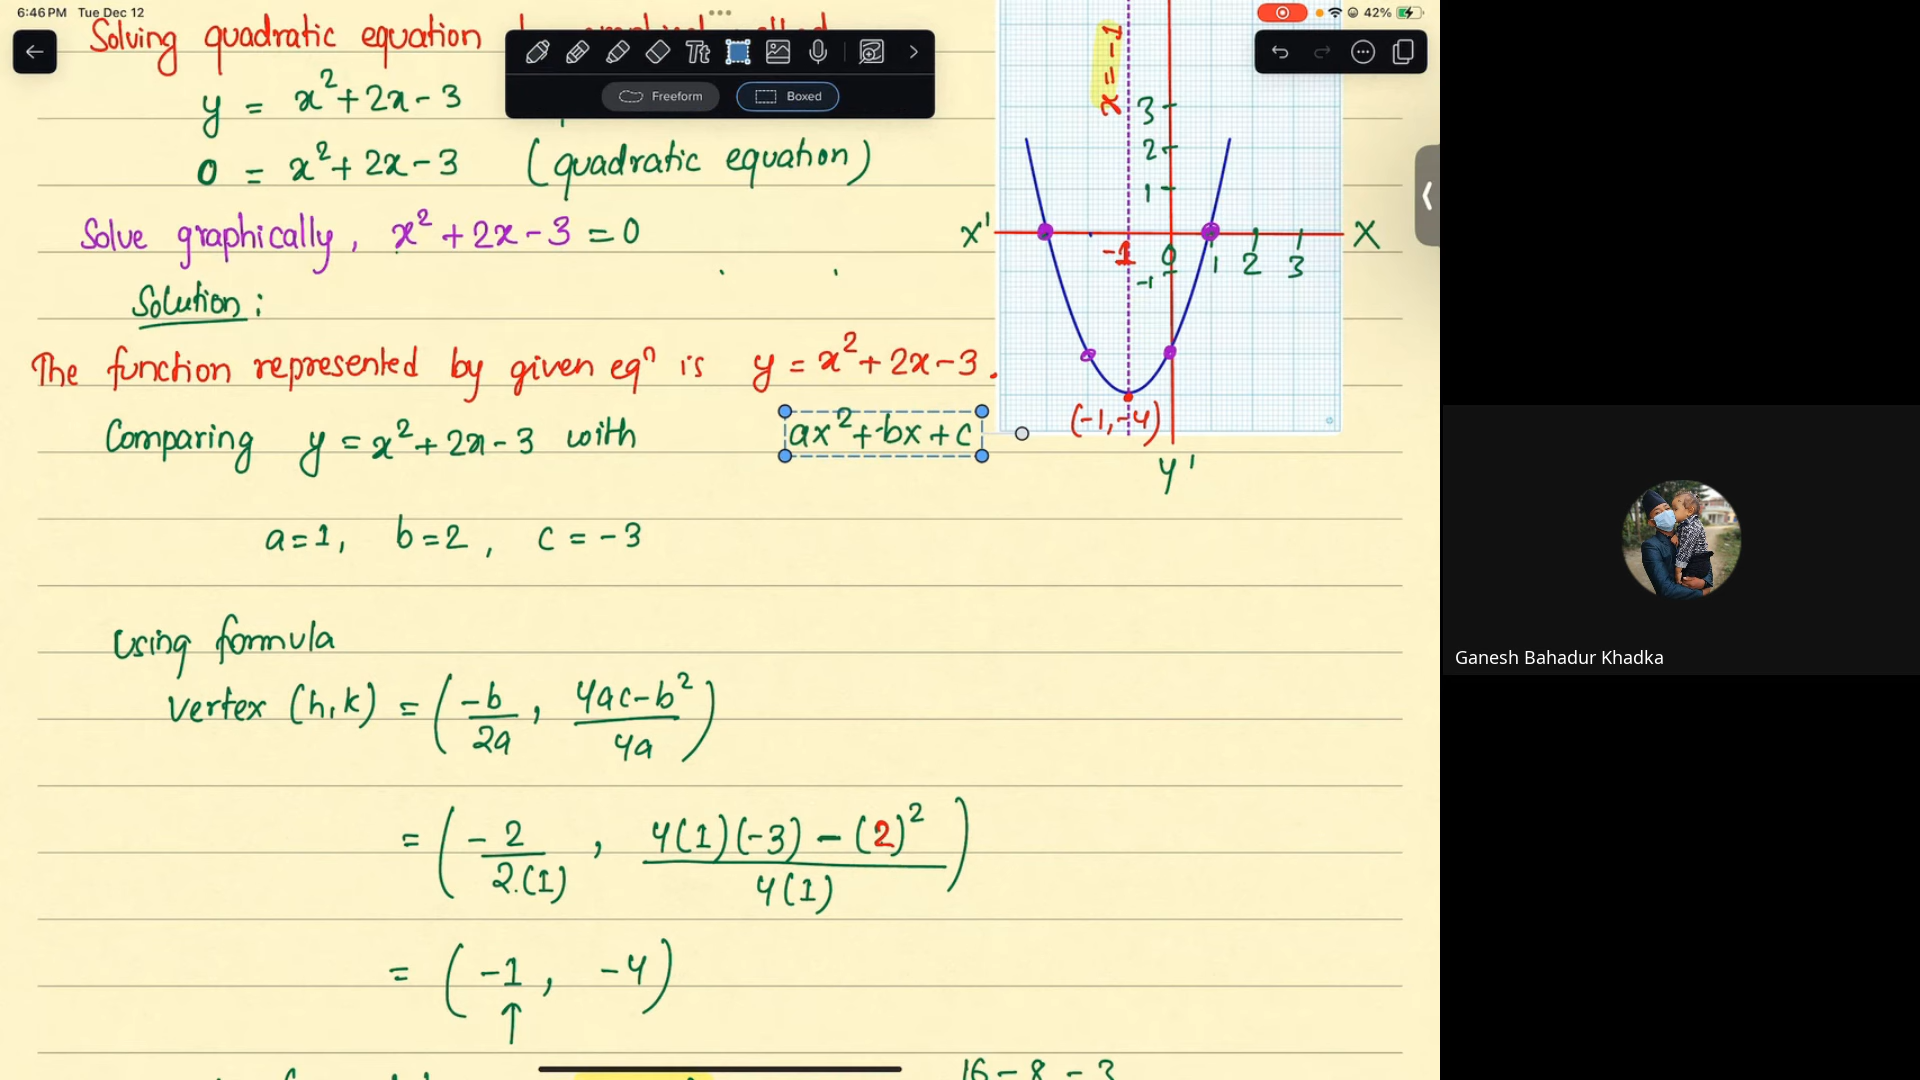 6:46 PM Tue Dec 12
42%
Solving quadratic equation
Tt
Freeform
Boxed
y = x²+2x-3
0 = x²+2x-3 (quadratic equation)
Solve graphically, x²+2x-3 = 0
Solution:
The function represented by given eqⁿ is y = x²+2x-3.
Comparing y = x²+2x-3 with ax²+bx+c
a=1, b=2, c=-3
Using formula
Vertex (h,k) = (-b/2a, 4ac-b²/4a)
= (-2/2.(1), 4(1)(-3)-(2)²/4(1))
= (-1, -4)
↑
16-8-3
x=-1
3
2
1
X'
-1
0
1
2
3
X
-1
(-1,-4)
Y'
Ganesh Bahadur Khadka